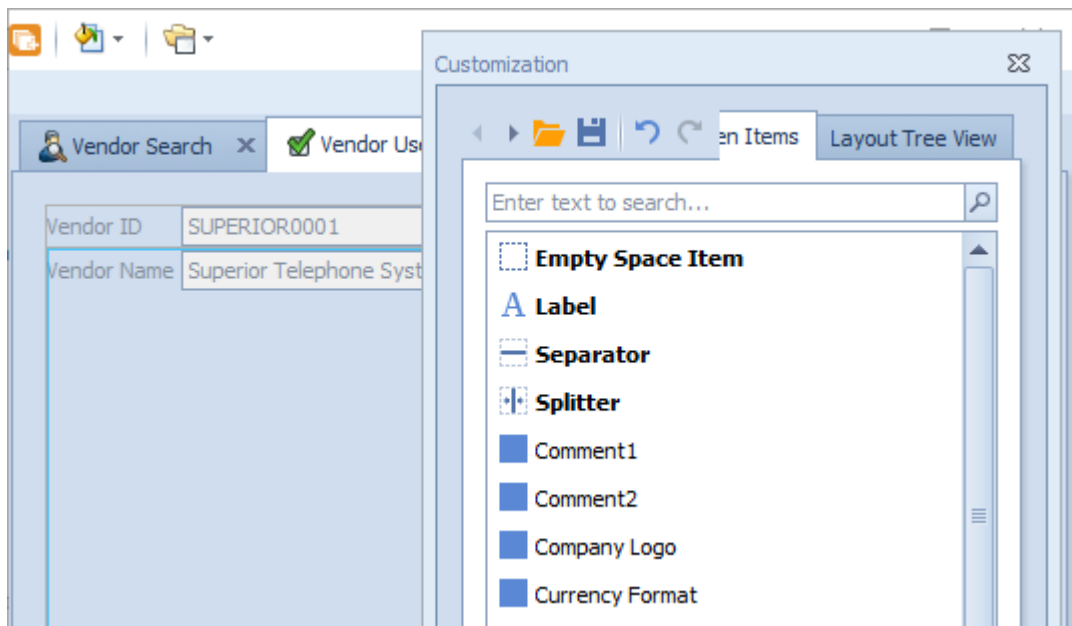 Customization
Vendor Search
Vendor Use
en Items
Layout Tree View
Enter text to search...
Vendor ID
SUPERIOR0001
Vendor Name
Superior Telephone Syst
Empty Space Item
Label
Separator
Splitter
Comment1
Comment2
Company Logo
Currency Format